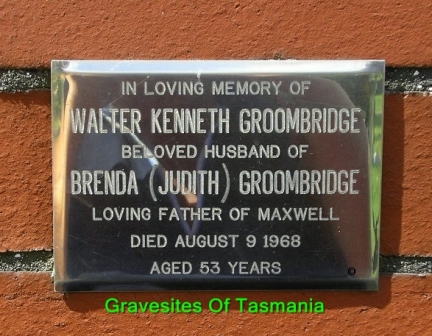 IN LOVING MEMORY OF
WALTER KENNETH GROOMBRIDGE
BELOVED HUSBAND OF
BRENDA (JUDITH) GROOMBRIDGE
LOVING FATHER OF MAXWELL
DIED AUGUST 9 1968
AGED 53 YEARS
Gravesites Of Tasmania